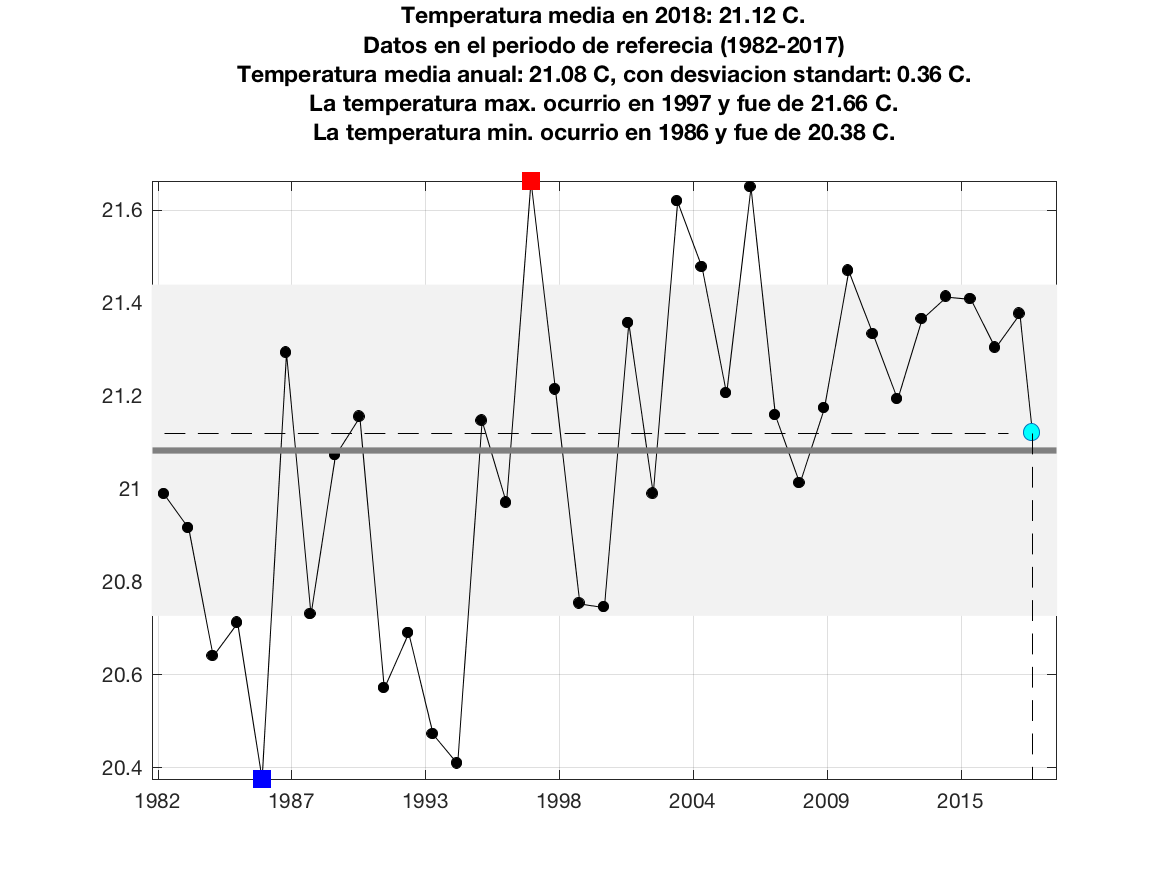 Temperatura media en 2018: 21.12 C.
Datos en el periodo de referecia (1982-2017)
Temperatura media anual: 21.08 C, con desviacion standart: 0.36 C.
La temperatura max. ocurrio en 1997 y fue de 21.66 C.
La temperatura min. ocurrio en 1986 y fue de 20.38 C.
21.6
21.4
21.2
21
20.8
20.6
20.4
1982 1987 1993 1998 2004 2009 2015